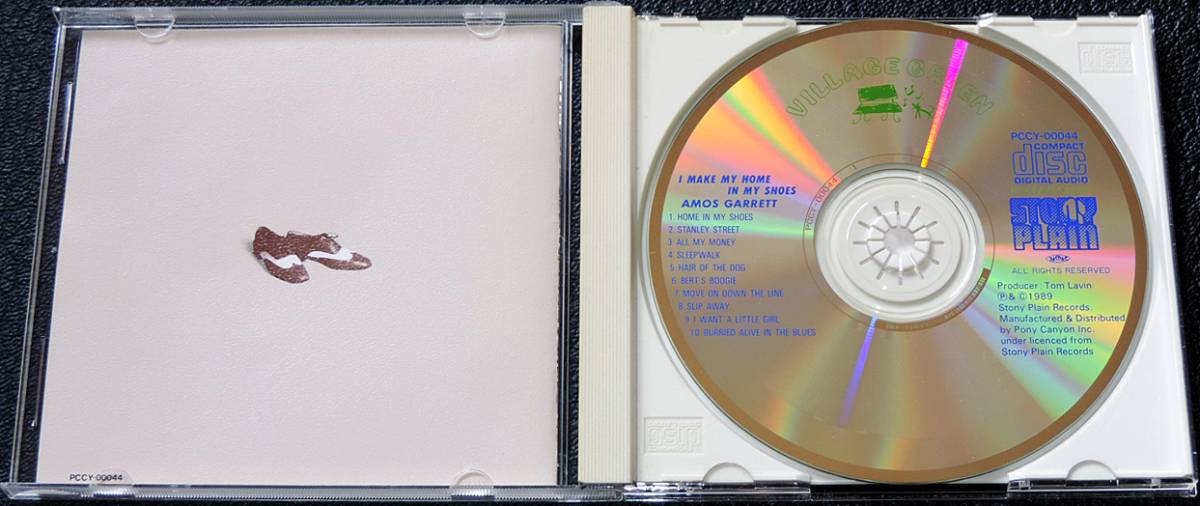 PCCY-00044
VILLAGE GREEN
I MAKE MY HOME
IN MY SHOES
AMOS GARRETT
1 HOME IN MY SHOES
2 STANLEY STREET
3 ALL MY MONEY
4 SLEEPWALK
5 HAIR OF THE DOG
6 BERT'S BOOGIE
7 MOVE ON DOWN THE LINE
8 SLIP AWAY
9 I WANT A LITTLE GIRL
10 BURRIED ALIVE IN THE BLUES
PCCY-00044
PCCY-00044
COMPACT
disc
DIGITAL AUDIO
STONY
PLAIN
ALL RIGHTS RESERVED
Producer: Tom Lavin
Ⓟ& © 1989
Stony Plain Records.
Manufactured & Distributed
by Pony Canyon Inc.
under licenced from
Stony Plain Records
disc
disc